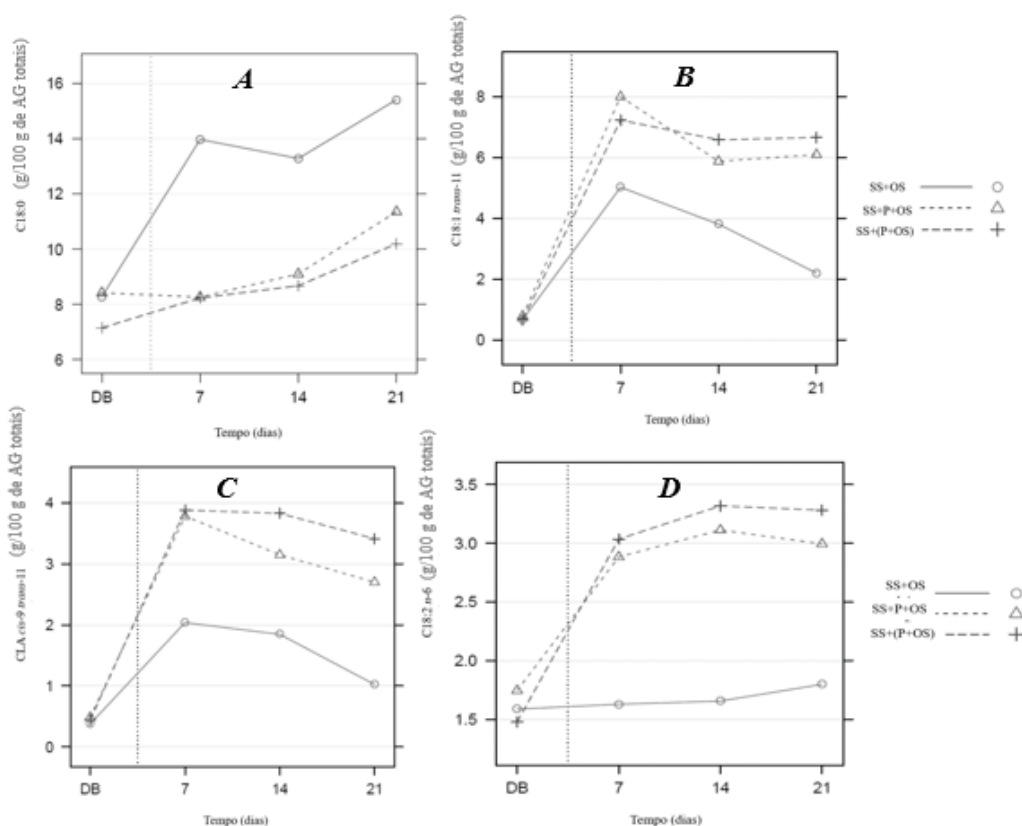 A
C18:0 (g/100 g de AG totais)
16
14
12
10
8
6
DB
7
14
21
Tempo (dias)
B
C18:1 trans-11 (g/100 g de AG totais)
8
6
4
2
0
DB
7
14
21
Tempo (dias)
SS+OS
SS+P+OS
SS+(P+OS)
C
CLA cis-9 trans-11 (g/100 g de AG totais)
4
3
2
1
0
DB
7
14
21
Tempo (dias)
D
C18:2 n-6 (g/100 g de AG totais)
3.5
3.0
2.5
2.0
1.5
DB
7
14
21
Tempo (dias)
SS+OS
SS+P+OS
SS+(P+OS)